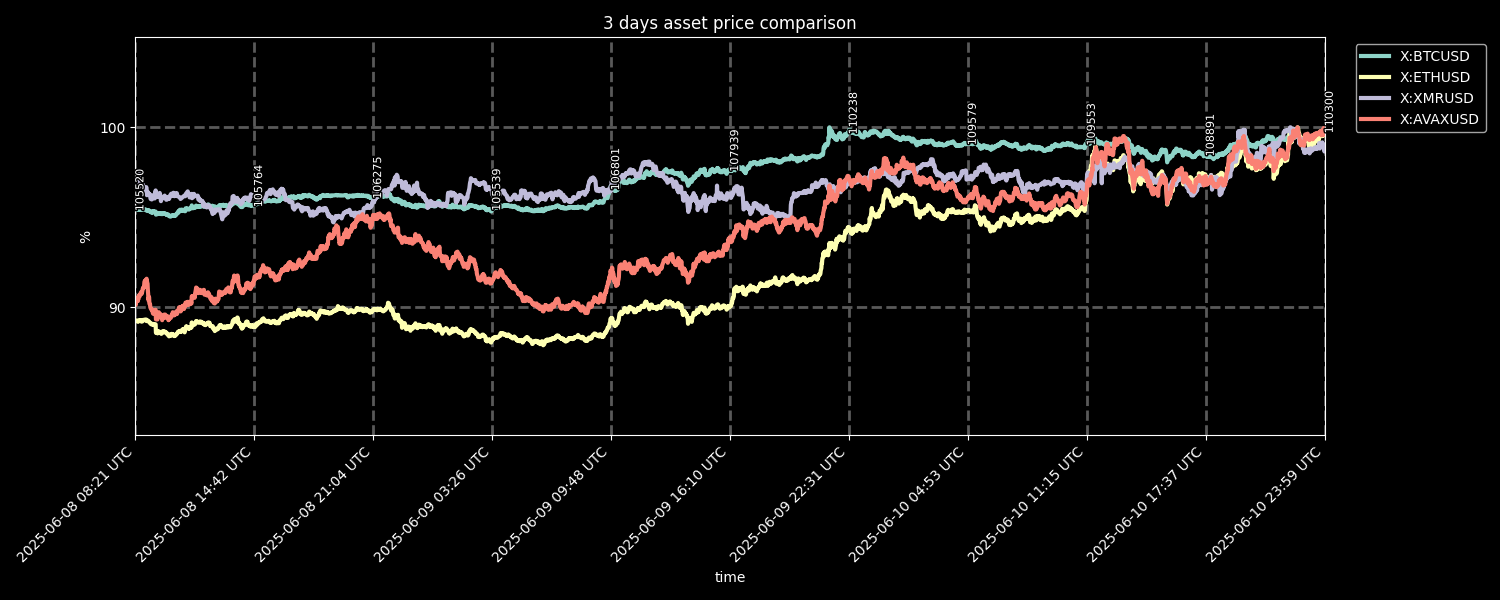 3 days asset price comparison
X:BTCUSD
X:ETHUSD
X:XMRUSD
X:AVAXUSD
100
90
%
105520
105764
106275
105539
106801
107939
110238
109579
109553
108891
110300
2025-06-08 08:21 UTC
2025-06-08 14:42 UTC
2025-06-08 21:04 UTC
2025-06-09 03:26 UTC
2025-06-09 09:48 UTC
2025-06-09 16:10 UTC
2025-06-09 22:31 UTC
2025-06-10 04:53 UTC
2025-06-10 11:15 UTC
2025-06-10 17:37 UTC
2025-06-10 23:59 UTC
time